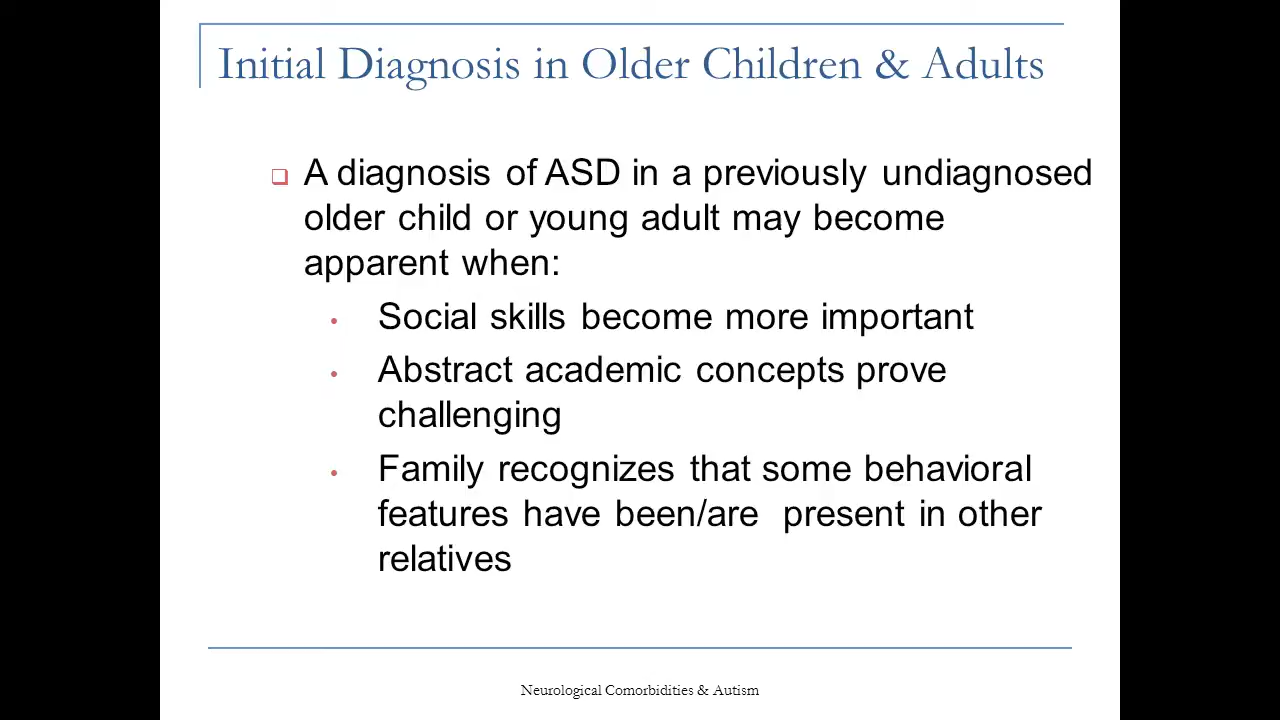 Initial Diagnosis in Older Children & Adults
A diagnosis of ASD in a previously undiagnosed
older child or young adult may become
apparent when:
• Social skills become more important
• Abstract academic concepts prove
challenging
• Family recognizes that some behavioral
features have been/are  present in other
relatives
Neurological Comorbidities & Autism